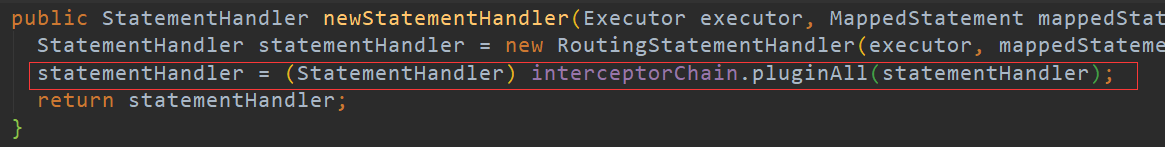 public StatementHandler newStatementHandler(Executor executor, MappedStatement mappedStat
StatementHandler statementHandler = new RoutingStatementHandler(executor, mappedStateme
statementHandler = (StatementHandler) interceptorChain.pluginAll(statementHandler);
return statementHandler;
}